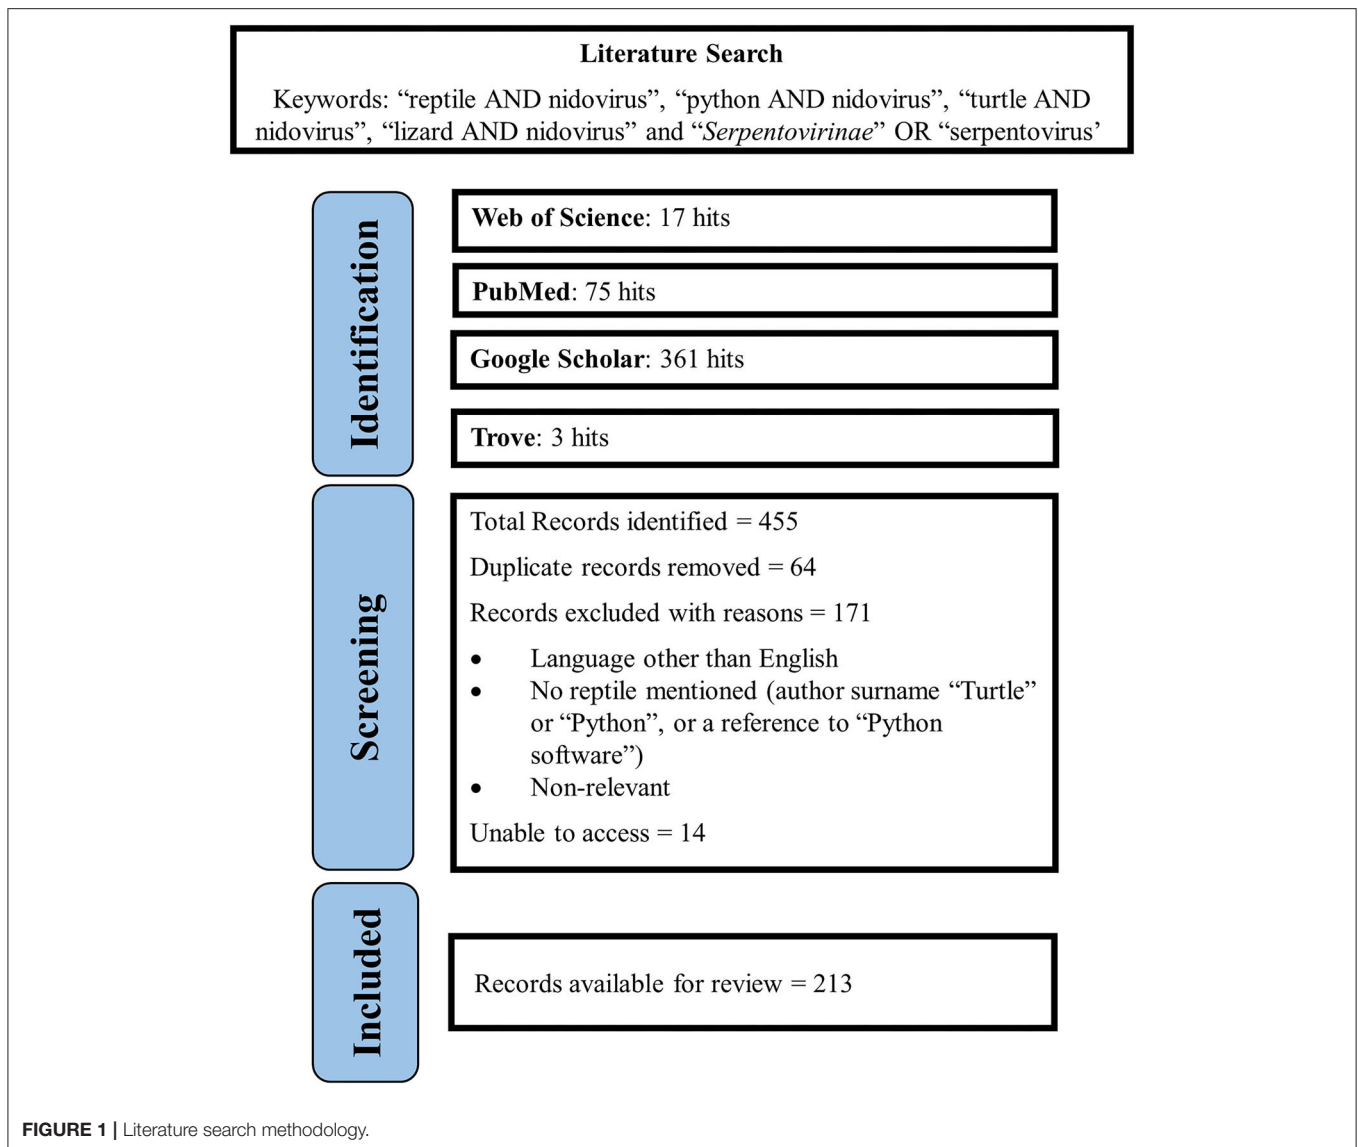 Literature Search
Keywords: “reptile AND nidovirus”, “python AND nidovirus”, “turtle AND
nidovirus”, “lizard AND nidovirus” and “Serpentovirinae” OR “serpentovirus’
Identification
Web of Science: 17 hits
PubMed: 75 hits
Google Scholar: 361 hits
Trove: 3 hits
Screening
Total Records identified = 455
Duplicate records removed = 64
Records excluded with reasons = 171
• Language other than English
• No reptile mentioned (author surname “Turtle”
or “Python”, or a reference to “Python
software”)
• Non-relevant
Unable to access = 14
Included
Records available for review = 213
FIGURE 1 | Literature search methodology.